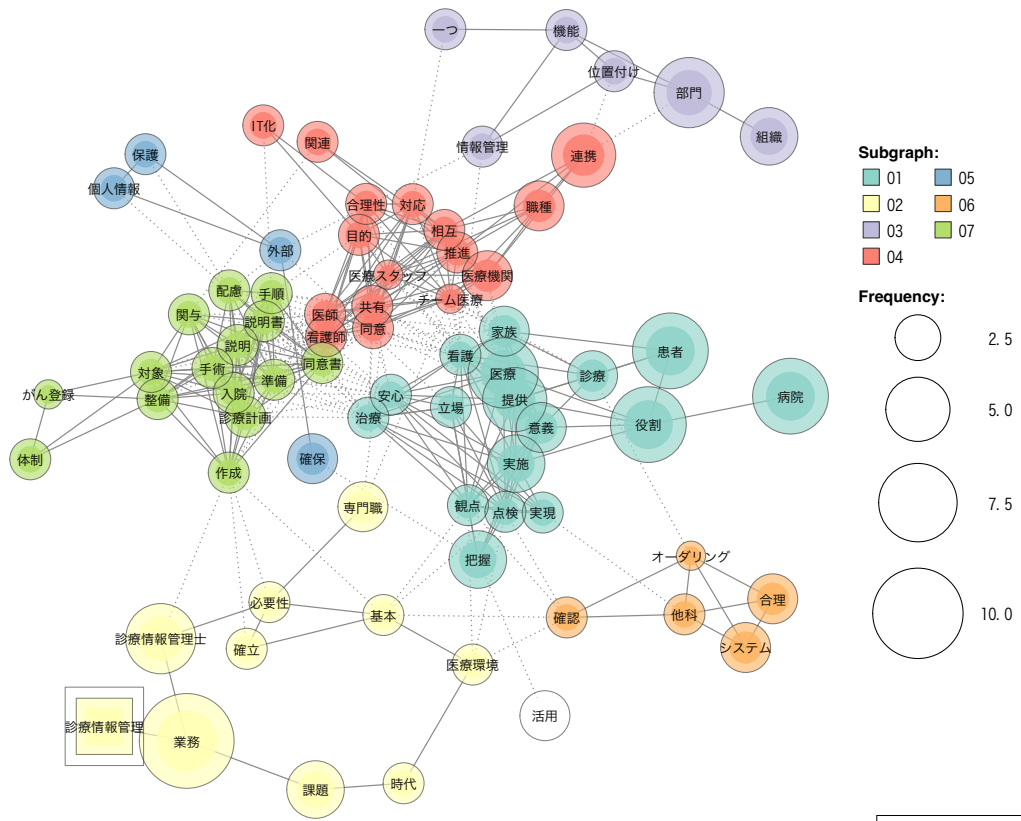 一つ
機能
位置付け
部門
組織
情報管理
連携
IT化
関連
保護
個人情報
合理性
対応
職種
目的
相互
推進
外部
医療スタッフ
医療機関
チーム医療
配慮
手順
関与
説明書
医師
共有
看護師
同意
家族
説明
同意書
看護
患者
対象
手術
準備
医療
診療
がん登録
整備
入院
安心
提供
病院
診療計画
治療
立場
意義
役割
体制
作成
確保
実施
専門職
観点
点検
実現
把握
オーダリング
必要性
基本
確認
他科
合理
診療情報管理士
確立
医療環境
システム
診療情報管理
業務
活用
課題
時代
Subgraph:
01
02
03
04
05
06
07
Frequency:
2.5
5.0
7.5
10.0